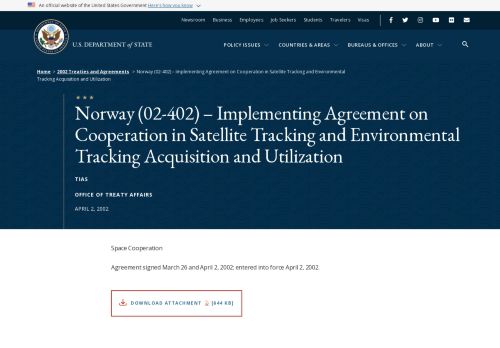 An official website of the United States Government Here's how you know
Newsroom Business Employees Job Seekers Students Travelers Visas
U.S. DEPARTMENT of STATE
POLICY ISSUES COUNTRIES & AREAS BUREAUS & OFFICES ABOUT
Home > 2002 Treaties and Agreements > Norway (02-402) – Implementing Agreement on Cooperation in Satellite Tracking and Environmental
Tracking Acquisition and Utilization
Norway (02-402) – Implementing Agreement on
Cooperation in Satellite Tracking and Environmental
Tracking Acquisition and Utilization
TIAS
OFFICE OF TREATY AFFAIRS
APRIL 2, 2002
Space Cooperation
Agreement signed March 26 and April 2, 2002; entered into force April 2, 2002.
DOWNLOAD ATTACHMENT [644 KB]